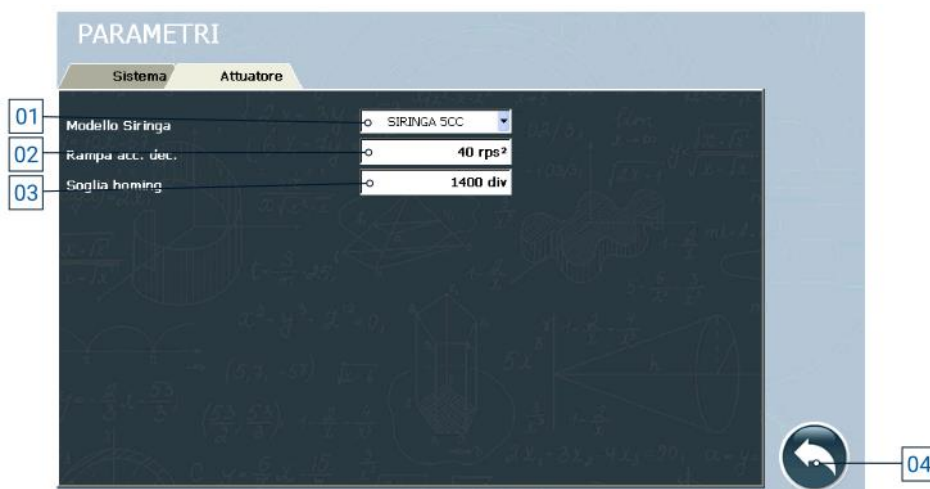 PARAMETRI
Sistema Attuatore
01 Modello Siringa SIRINGA 5CC
02 Rampa acc. dec. 40 rps²
03 Soglia homing 1400 div
04